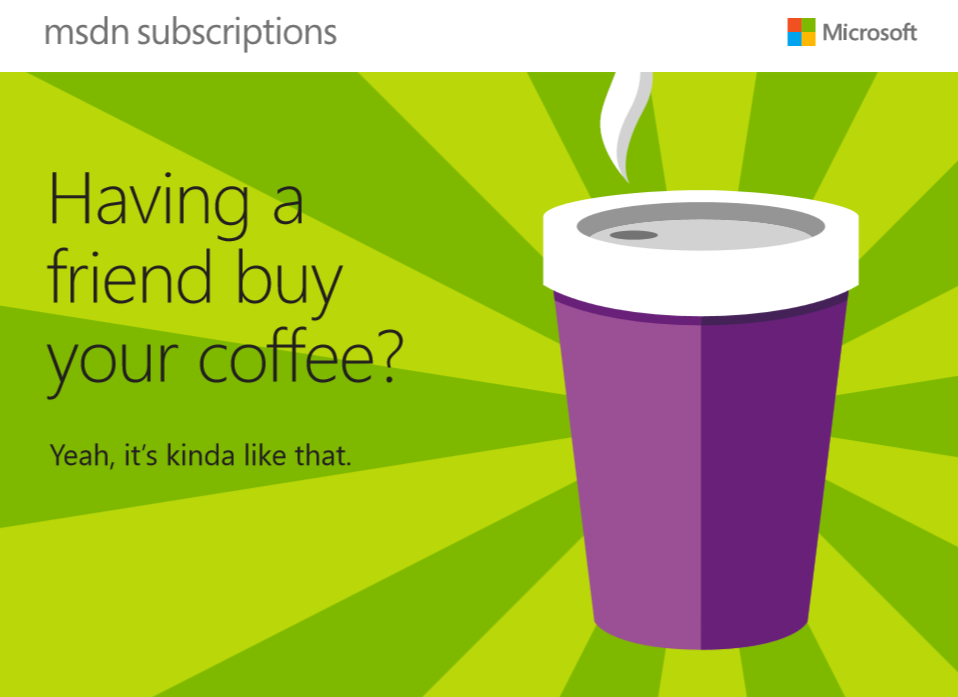 msdn subscriptions
Microsoft
Having a
friend buy
your coffee?
Yeah, it's kinda like that.